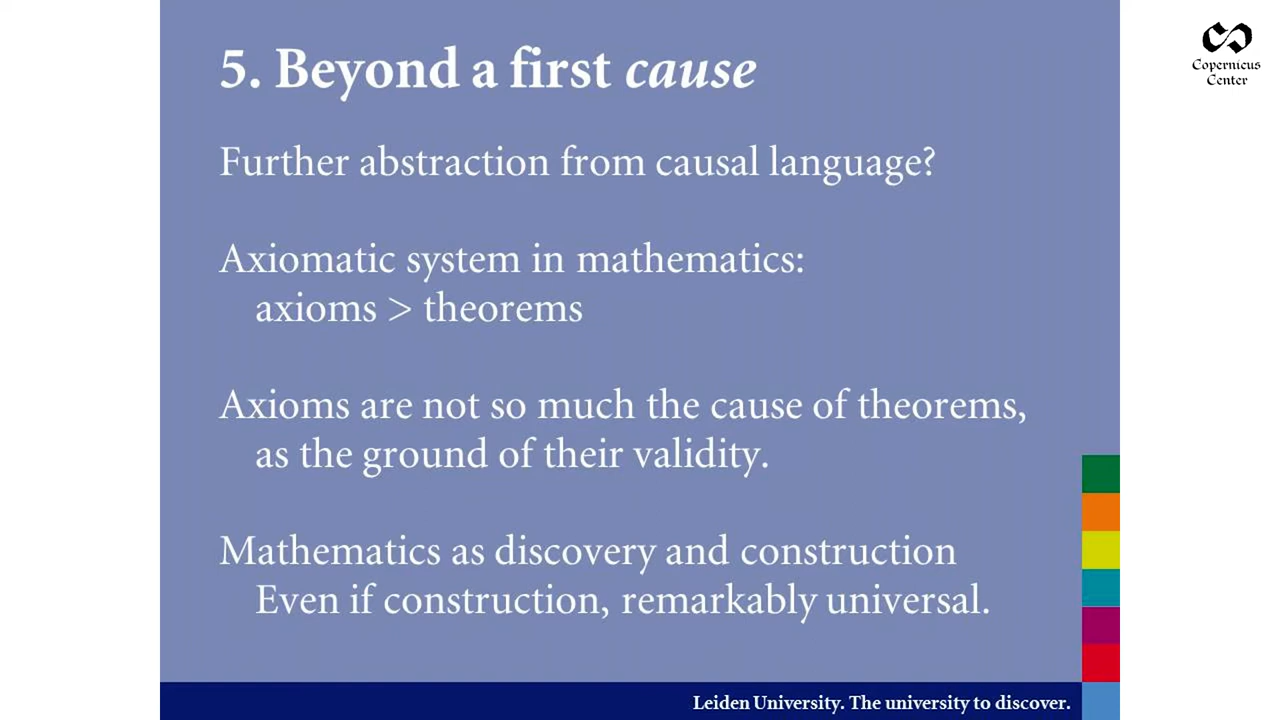 5. Beyond a first cause
Further abstraction from causal language?
Axiomatic system in mathematics:
axioms > theorems
Axioms are not so much the cause of theorems,
as the ground of their validity.
Mathematics as discovery and construction
Even if construction, remarkably universal.
Leiden University. The university to discover.
Copernicus
Center